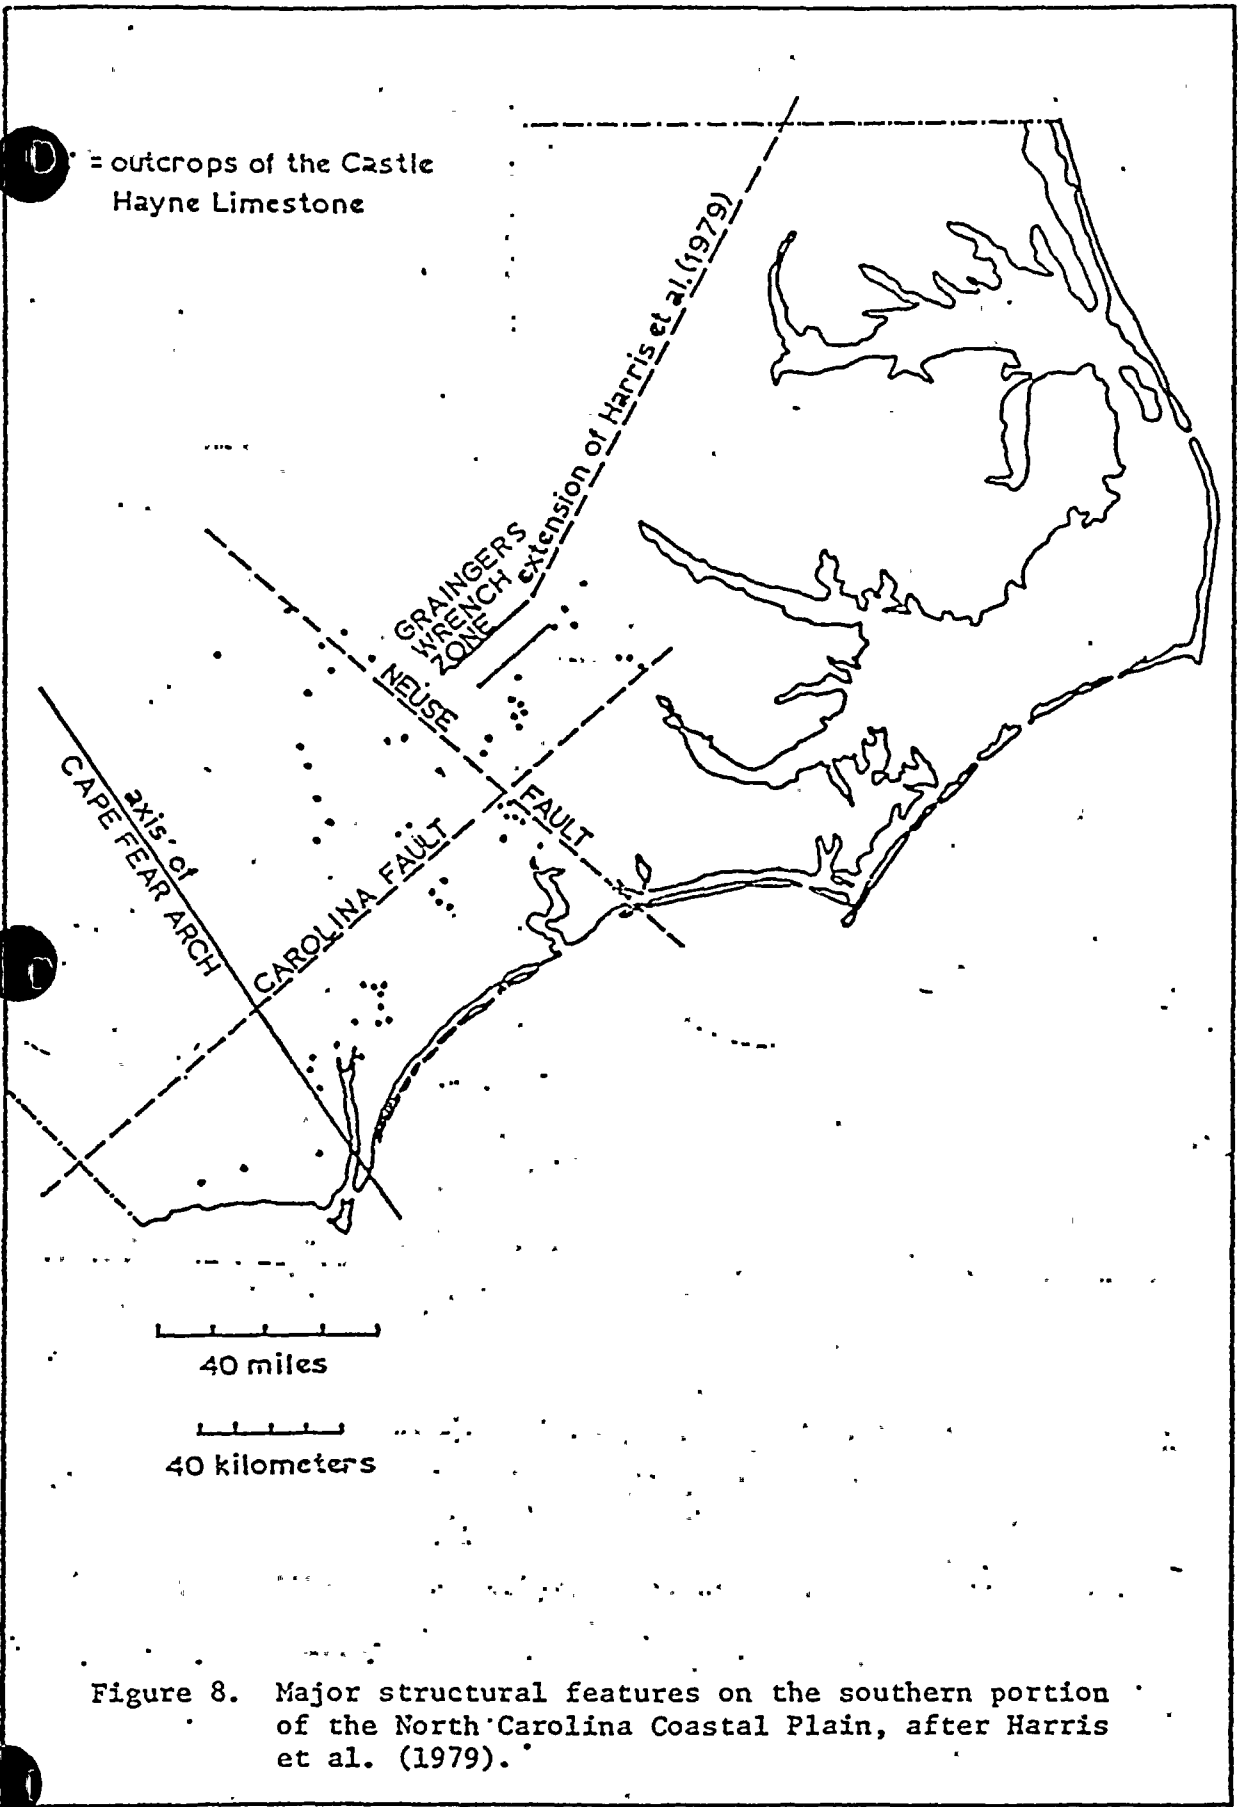 = outcrops of the Castle
Hayne Limestone
extension of Harris et al. (1979)
GRAINGERS
WRENCH
ZONE
NEUSE
FAULT
CAROLINA FAULT
axis of
CAPE FEAR ARCH
40 miles
40 kilometers
Figure 8. Major structural features on the southern portion
of the North Carolina Coastal Plain, after Harris
et al. (1979).